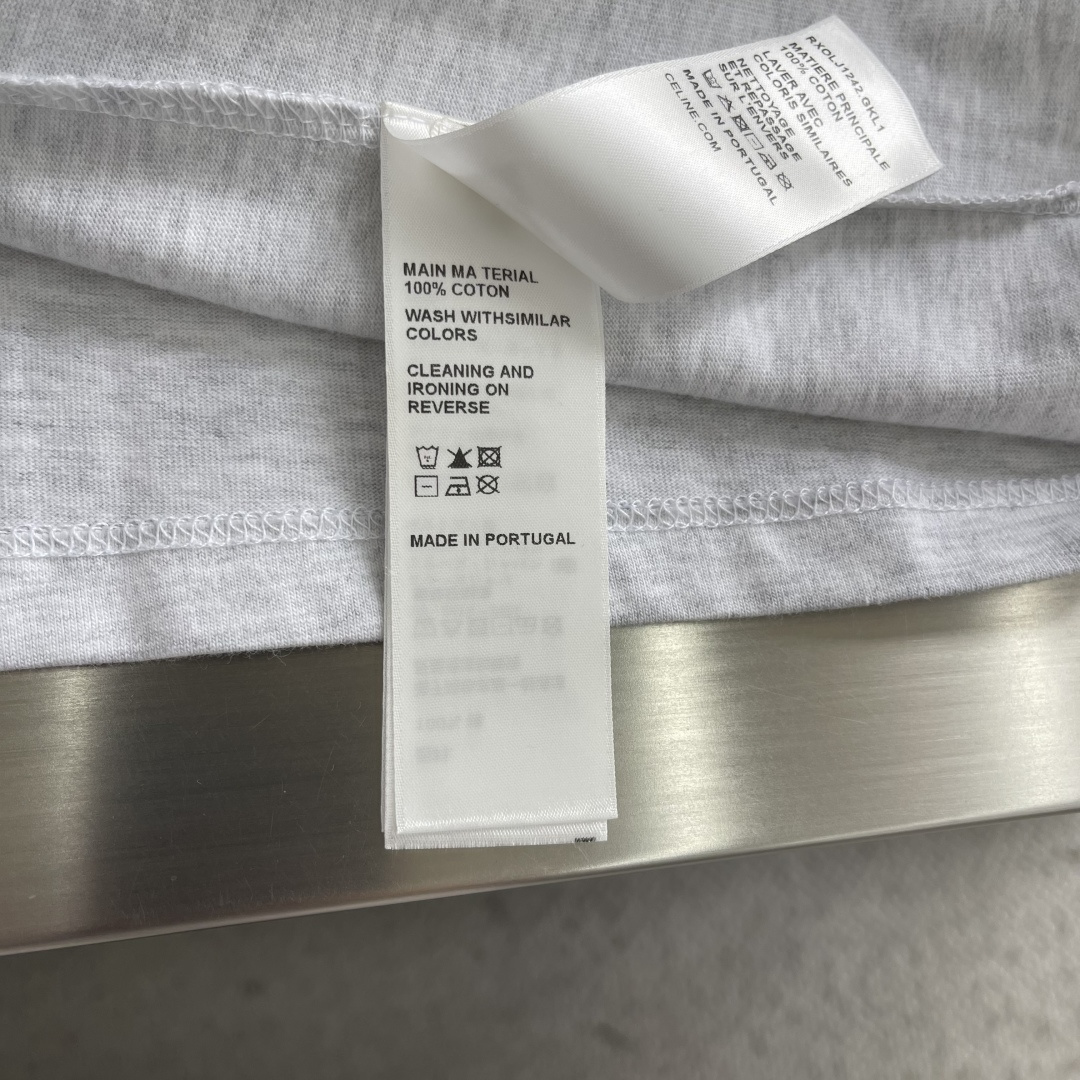 RXOLJ1242.GKL1
MATIERE PRINCIPALE
100% COTON
LAVER AVEC
COLORIS SIMILAIRES
NETTOYAGE
ET REPASSAGE
SUR L'ENVERS
MADE IN PORTUGAL
CELINE.COM
MAIN MA TERIAL
100% COTON
WASH WITHSIMILAR
COLORS
CLEANING AND
IRONING ON
REVERSE
MADE IN PORTUGAL